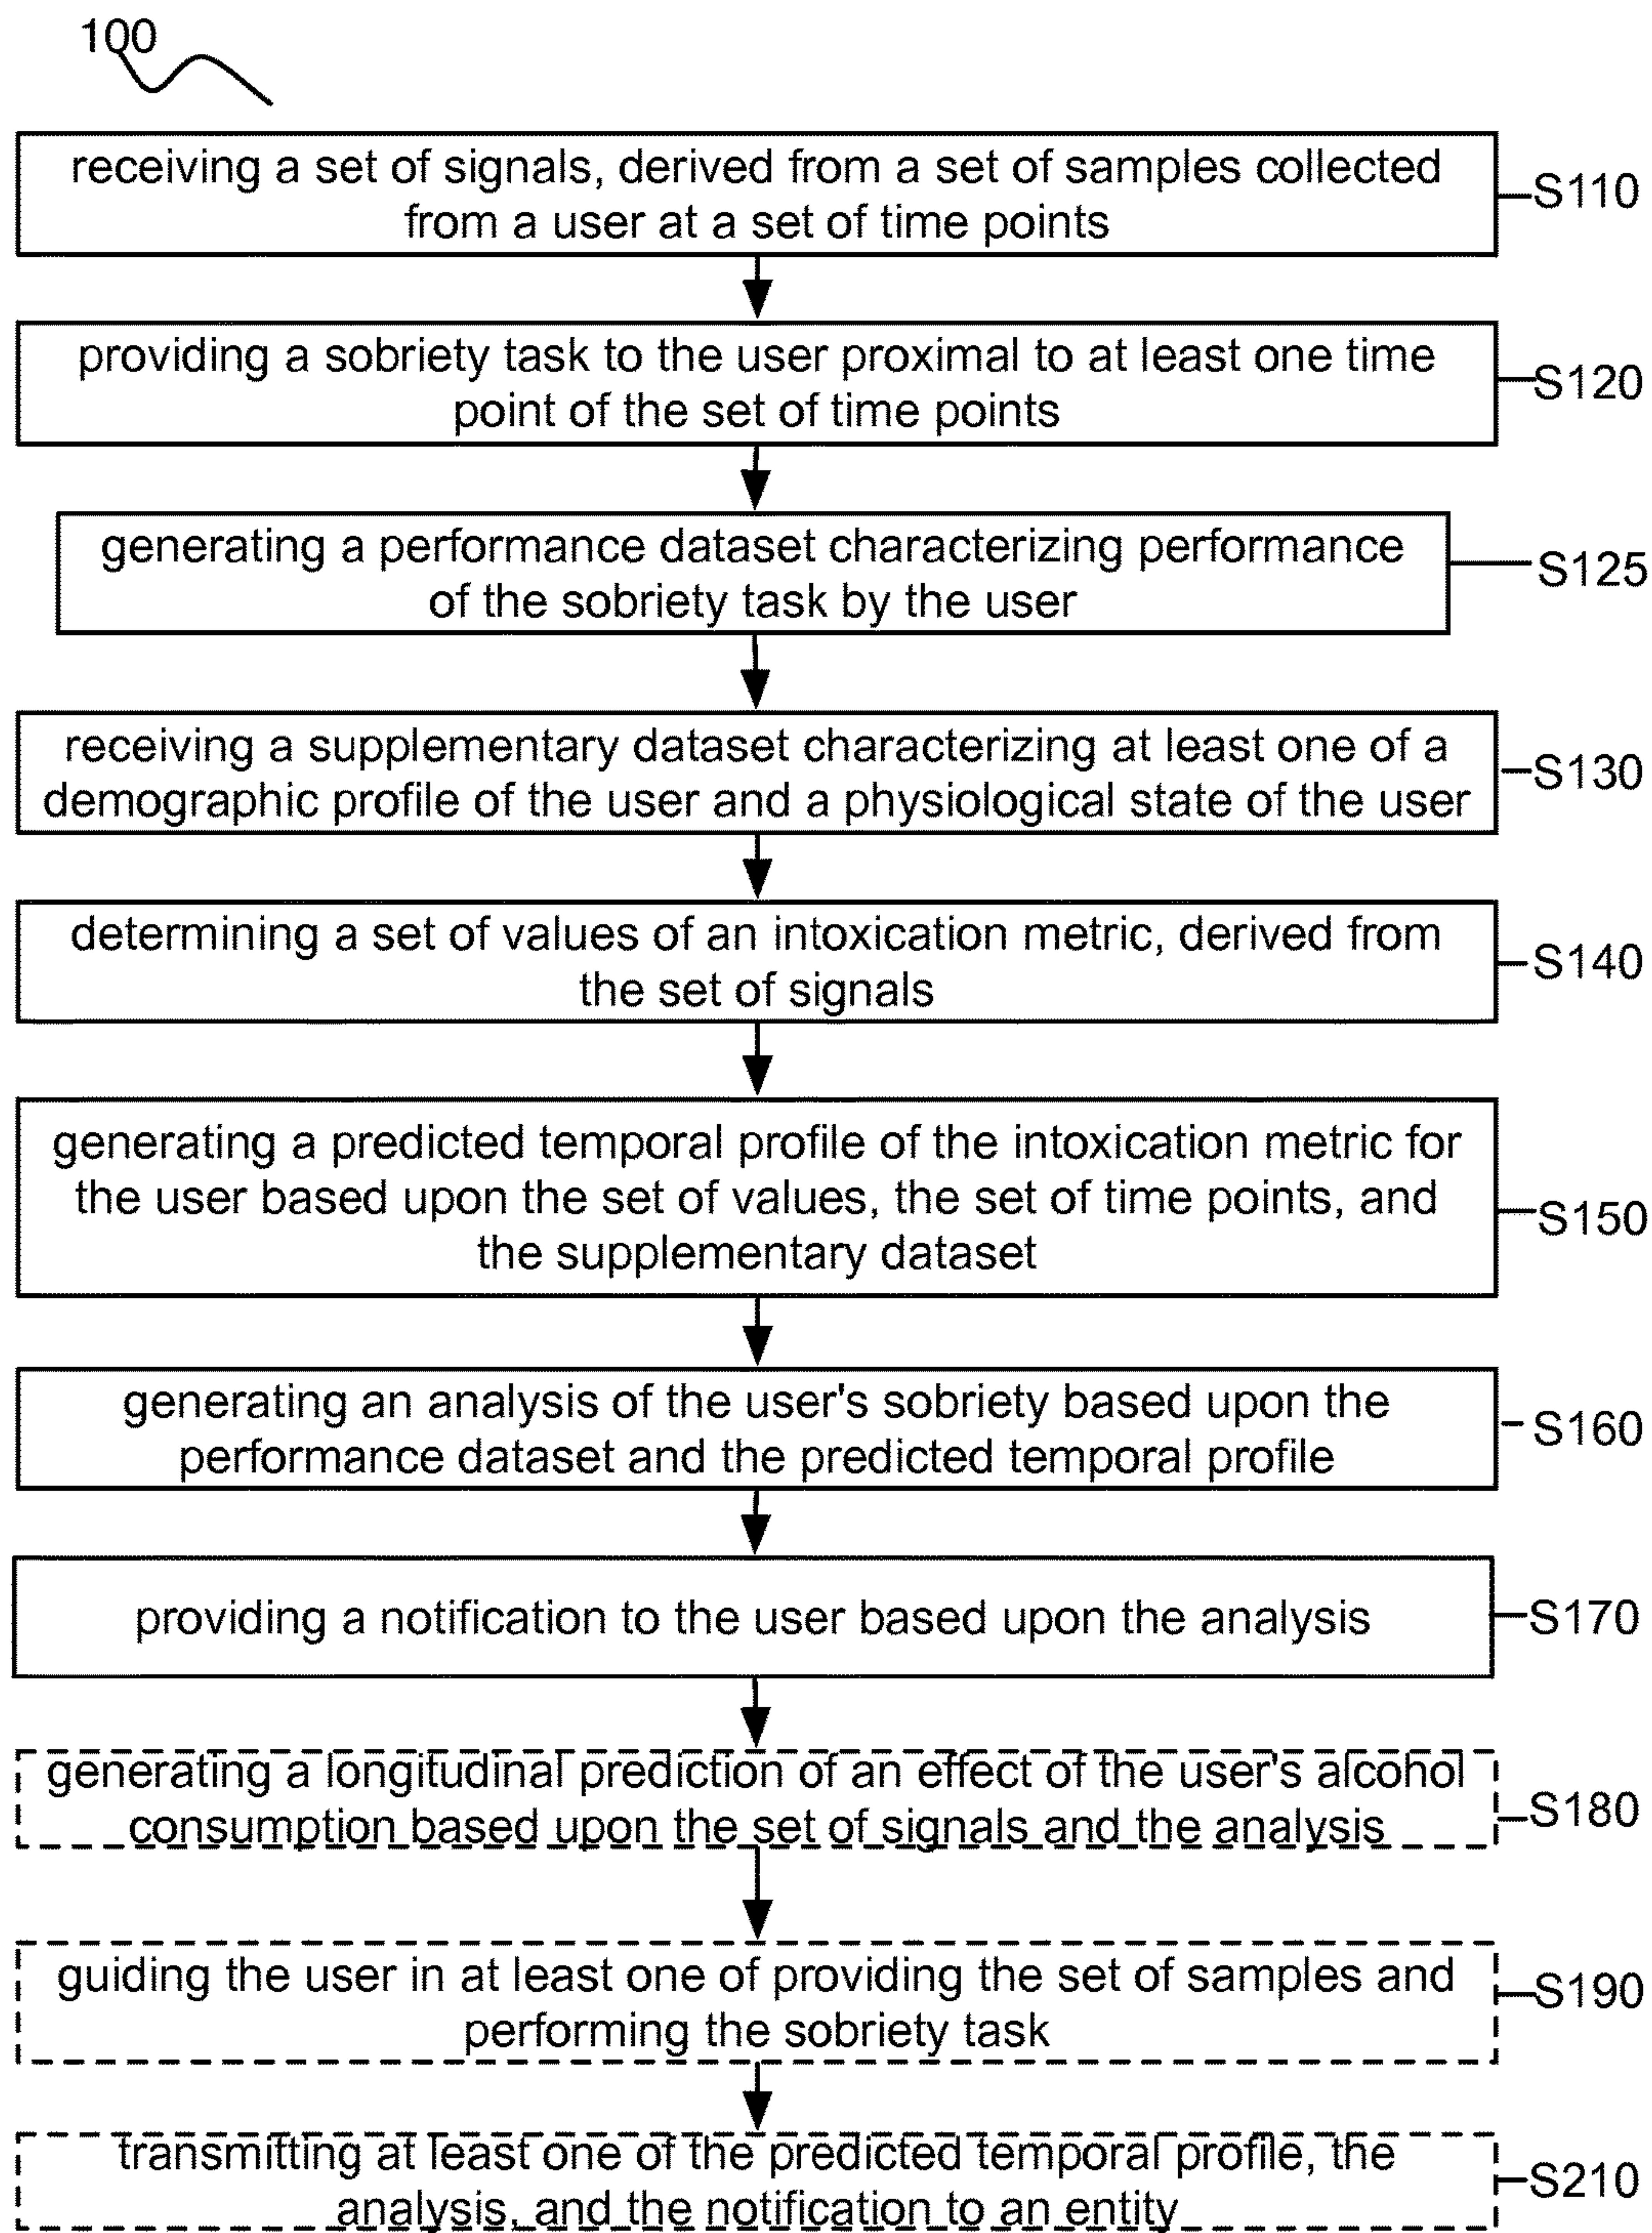 100
receiving a set of signals, derived from a set of samples collected
from a user at a set of time points
S110
providing a sobriety task to the user proximal to at least one time
point of the set of time points
S120
generating a performance dataset characterizing performance
of the sobriety task by the user
S125
receiving a supplementary dataset characterizing at least one of a
demographic profile of the user and a physiological state of the user
S130
determining a set of values of an intoxication metric, derived from
the set of signals
S140
generating a predicted temporal profile of the intoxication metric for
the user based upon the set of values, the set of time points, and
the supplementary dataset
S150
generating an analysis of the user's sobriety based upon the
performance dataset and the predicted temporal profile
S160
providing a notification to the user based upon the analysis
S170
generating a longitudinal prediction of an effect of the user's alcohol
consumption based upon the set of signals and the analysis
S180
guiding the user in at least one of providing the set of samples and
performing the sobriety task
S190
transmitting at least one of the predicted temporal profile, the
analysis, and the notification to an entity
S210